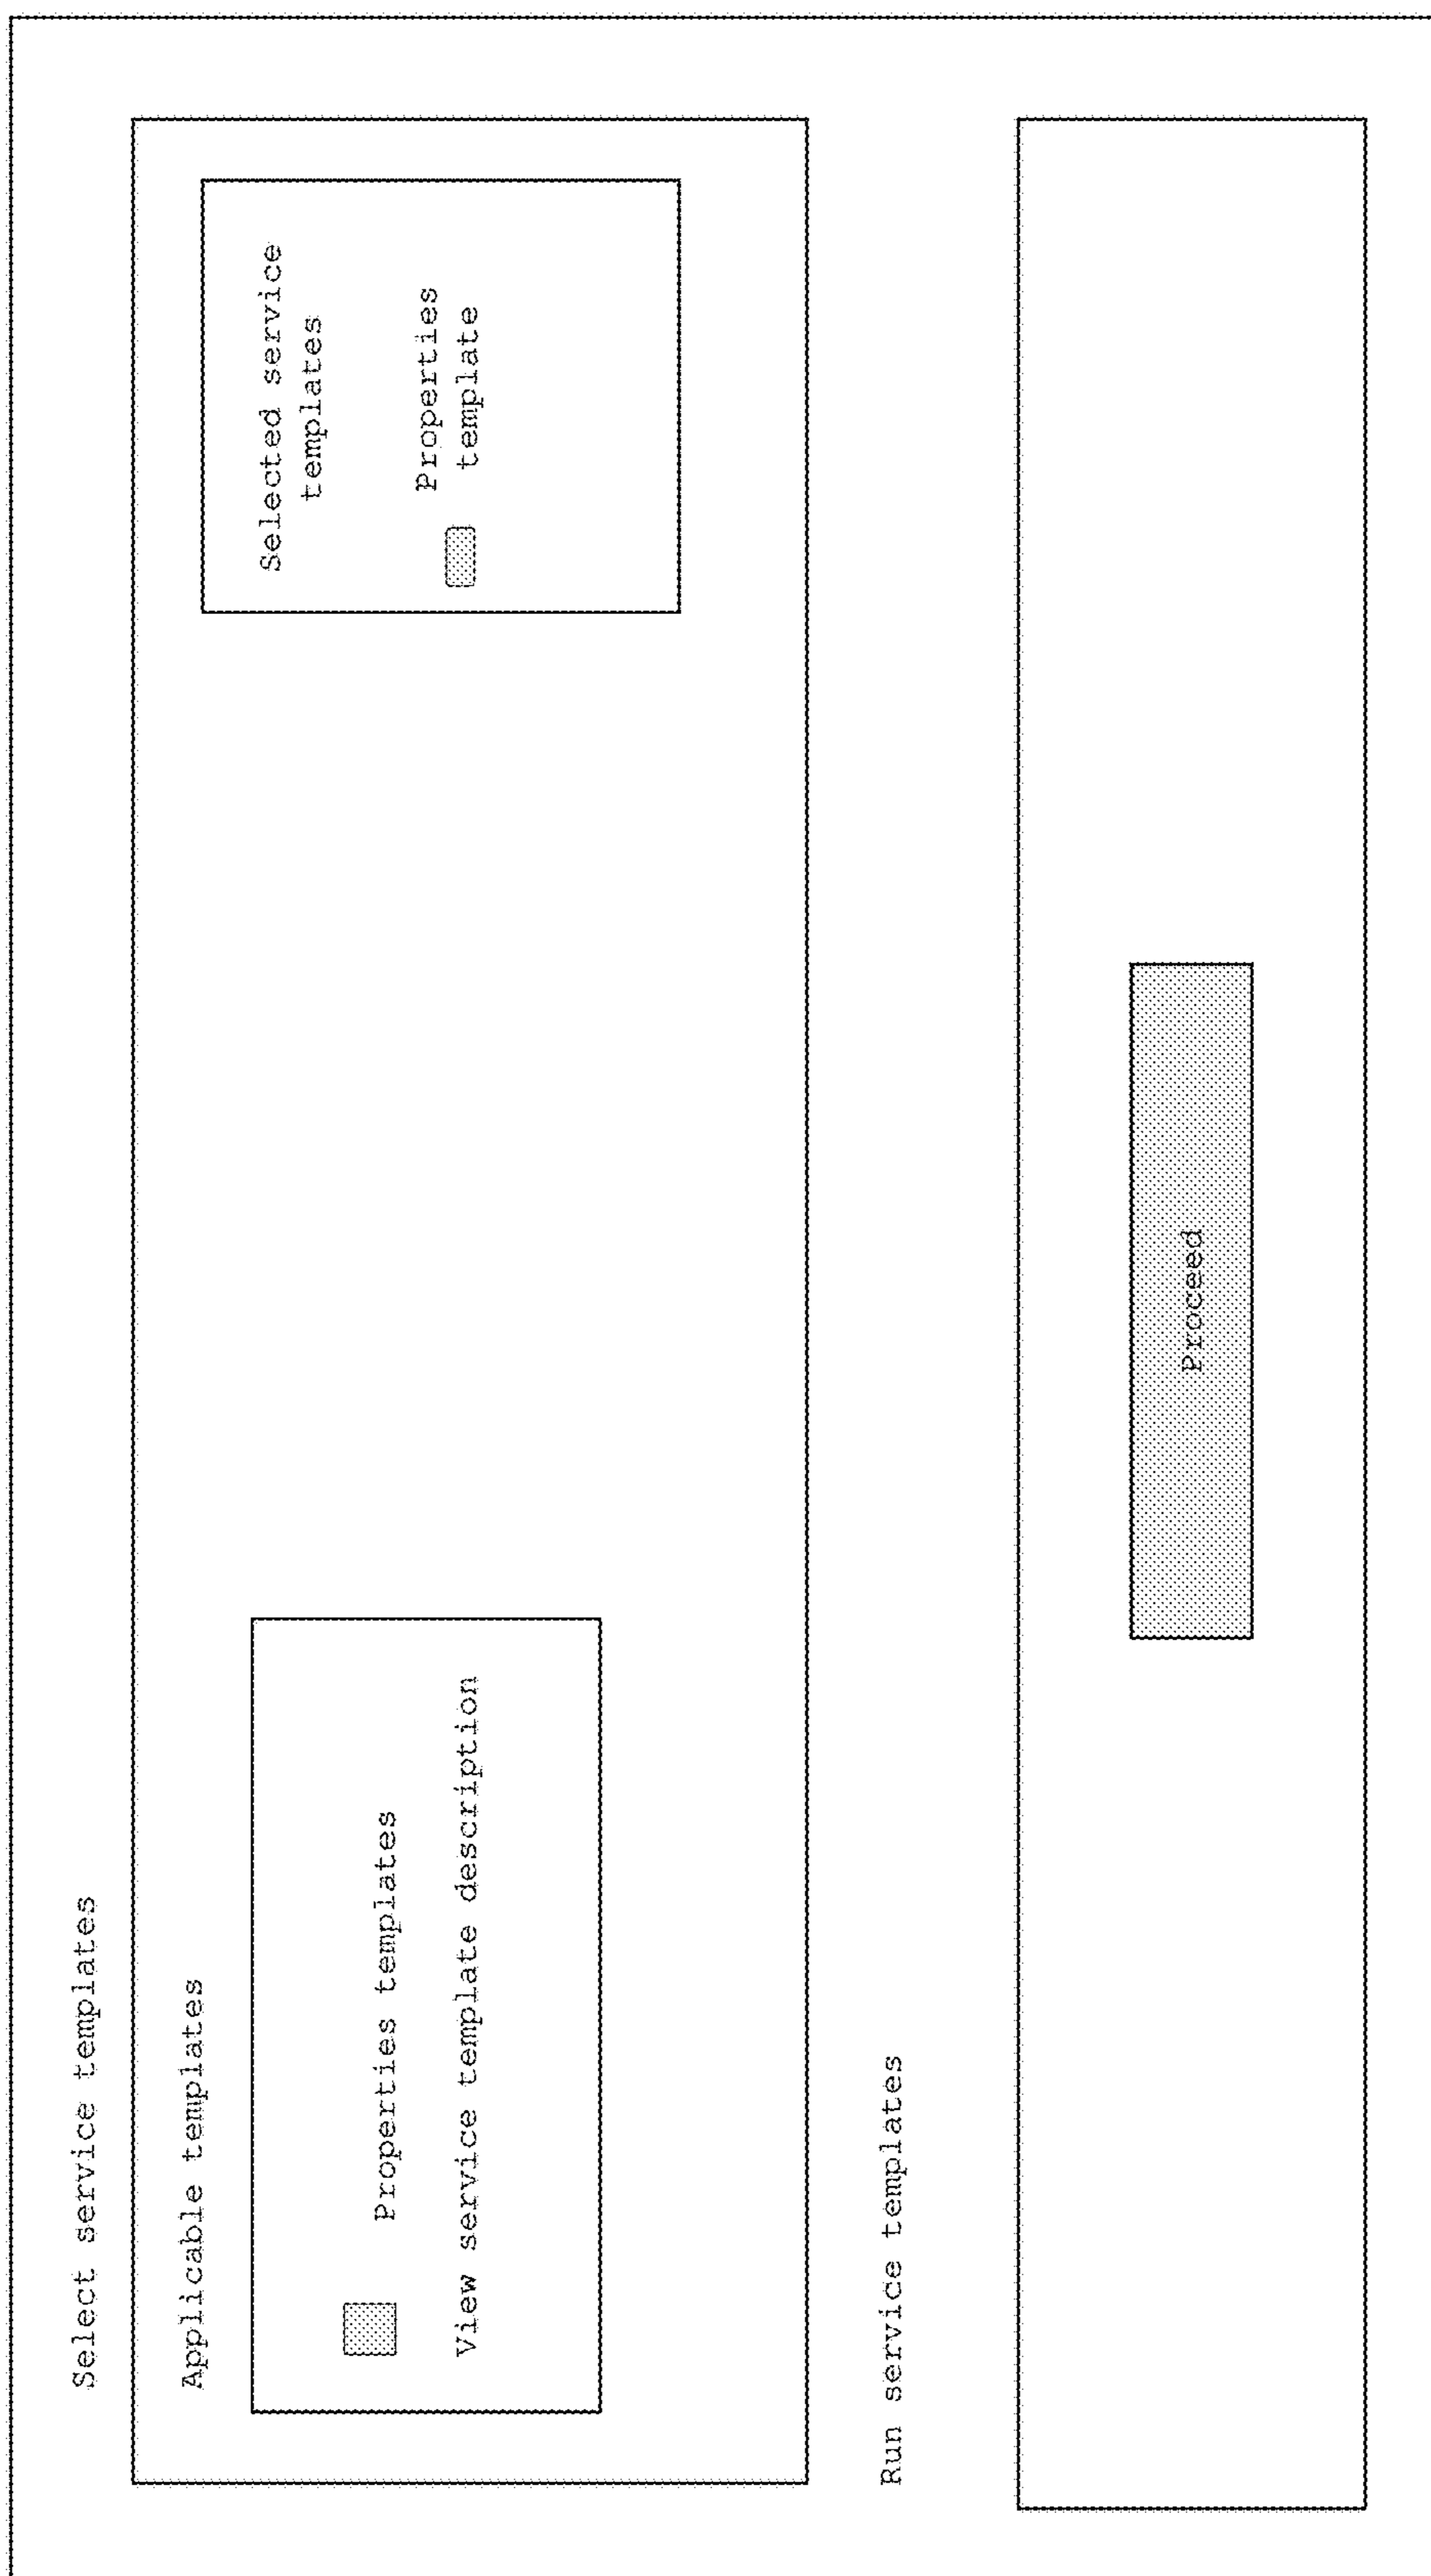 Select service templates
Applicable templates
Properties templates
View service template description
Selected service
templates
Properties
template
Run service templates
Proceed